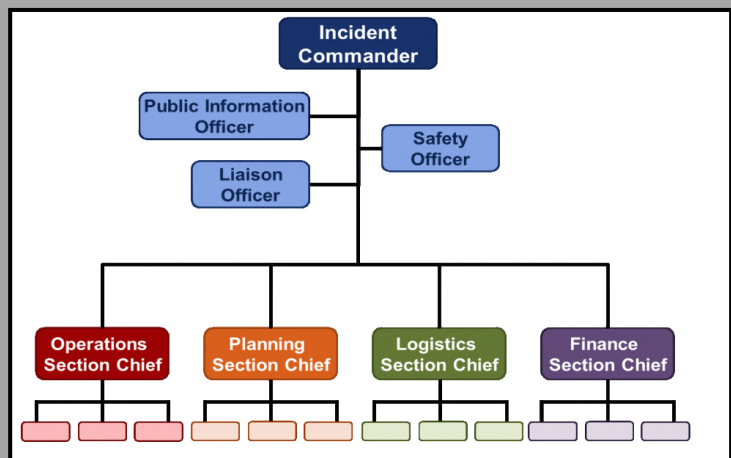 Incident
Commander
Public Information
Officer
Safety
Officer
Liaison
Officer
Operations
Section Chief
Planning
Section Chief
Logistics
Section Chief
Finance
Section Chief